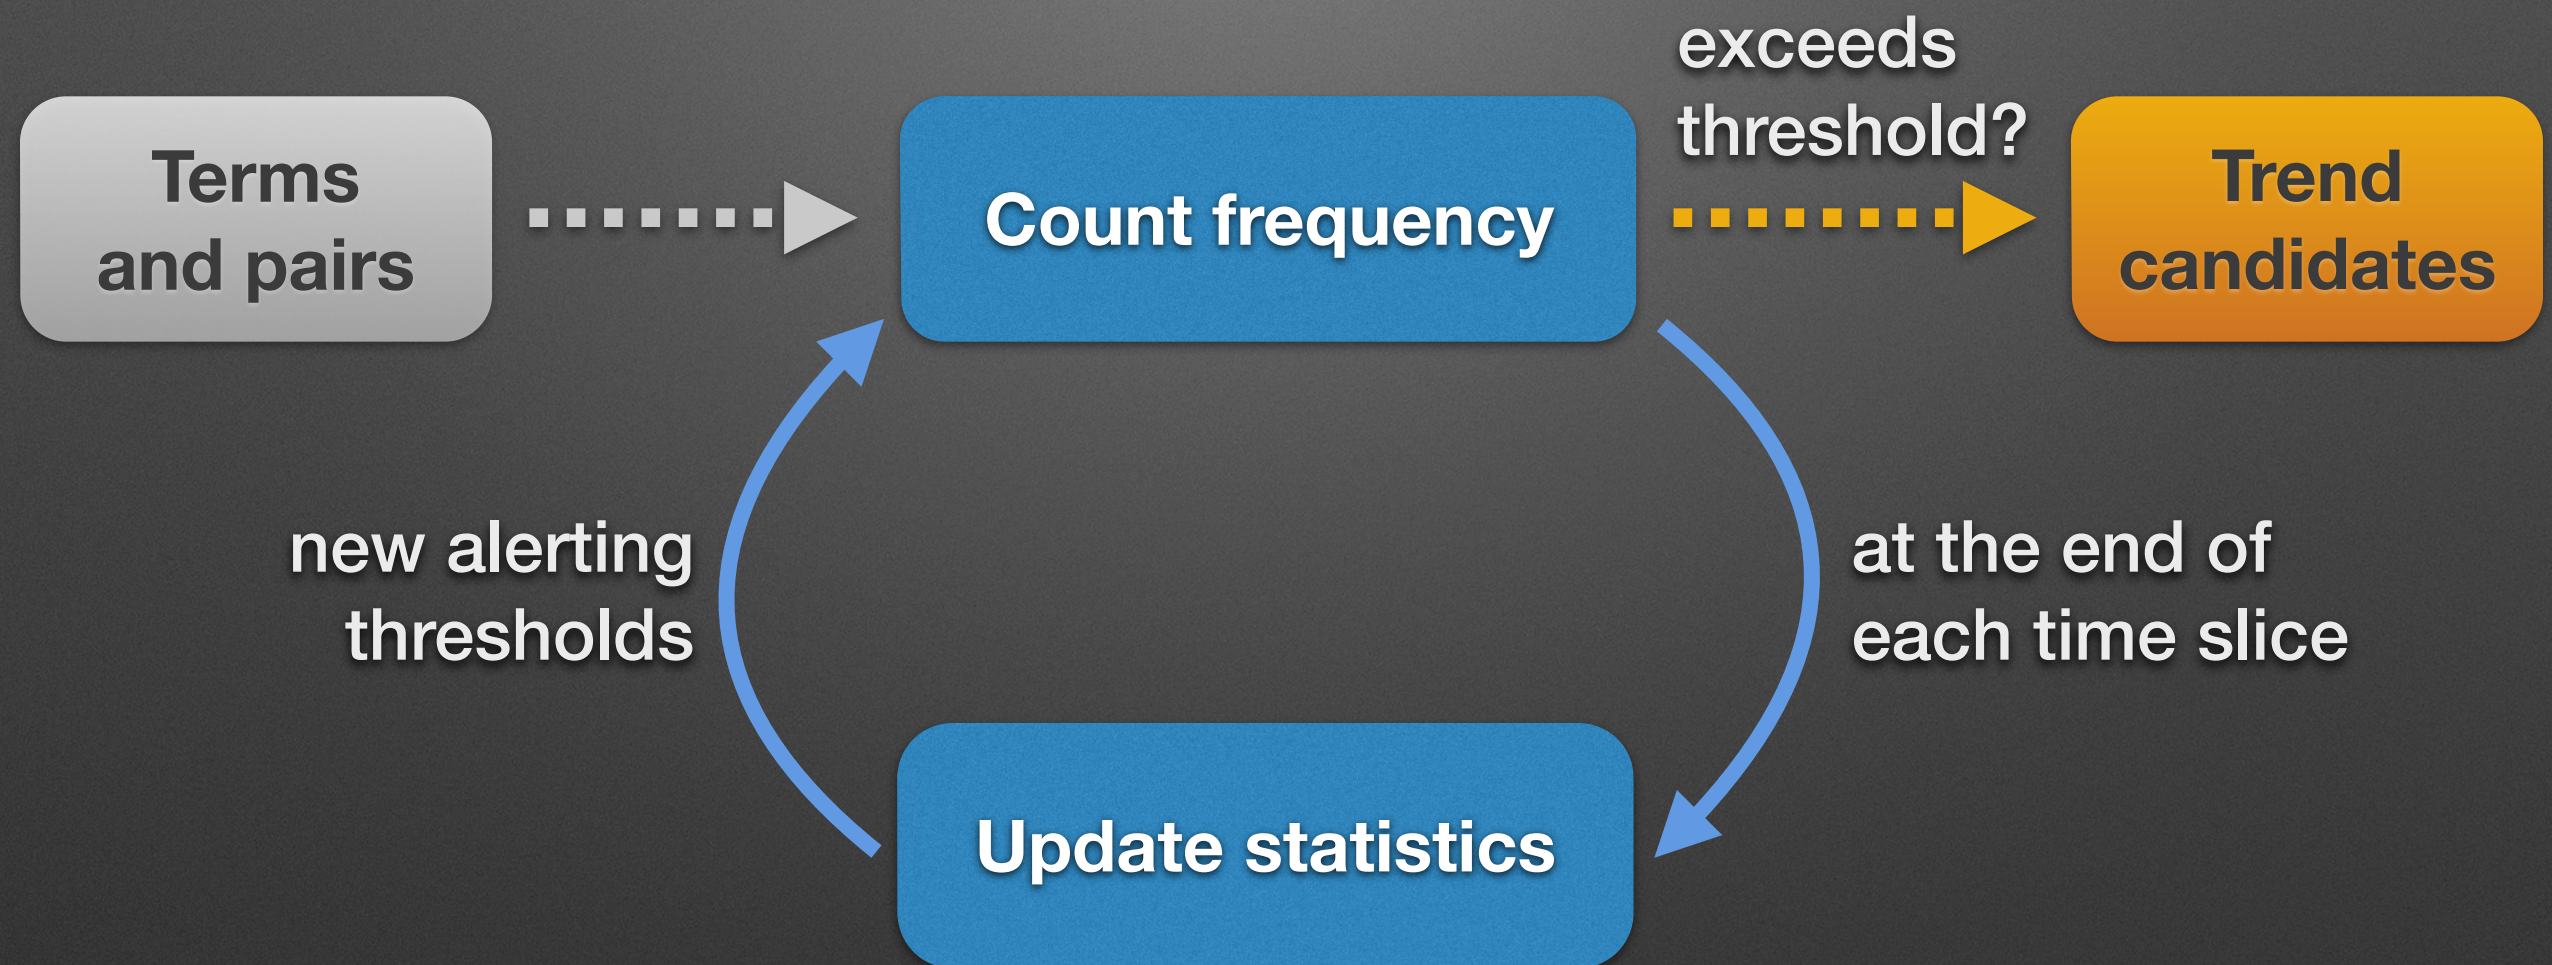 exceeds
threshold?
Terms
and pairs
Count frequency
Trend
candidates
new alerting
thresholds
at the end of
each time slice
Update statistics